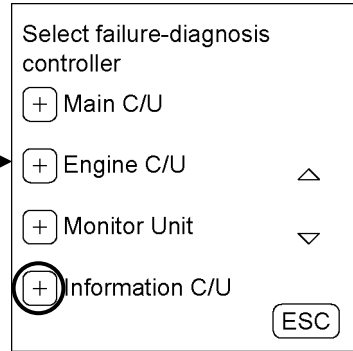 Select failure-diagnosis
controller
+ Main C/U
+ Engine C/U
+ Monitor Unit
+ Information C/U
ESC